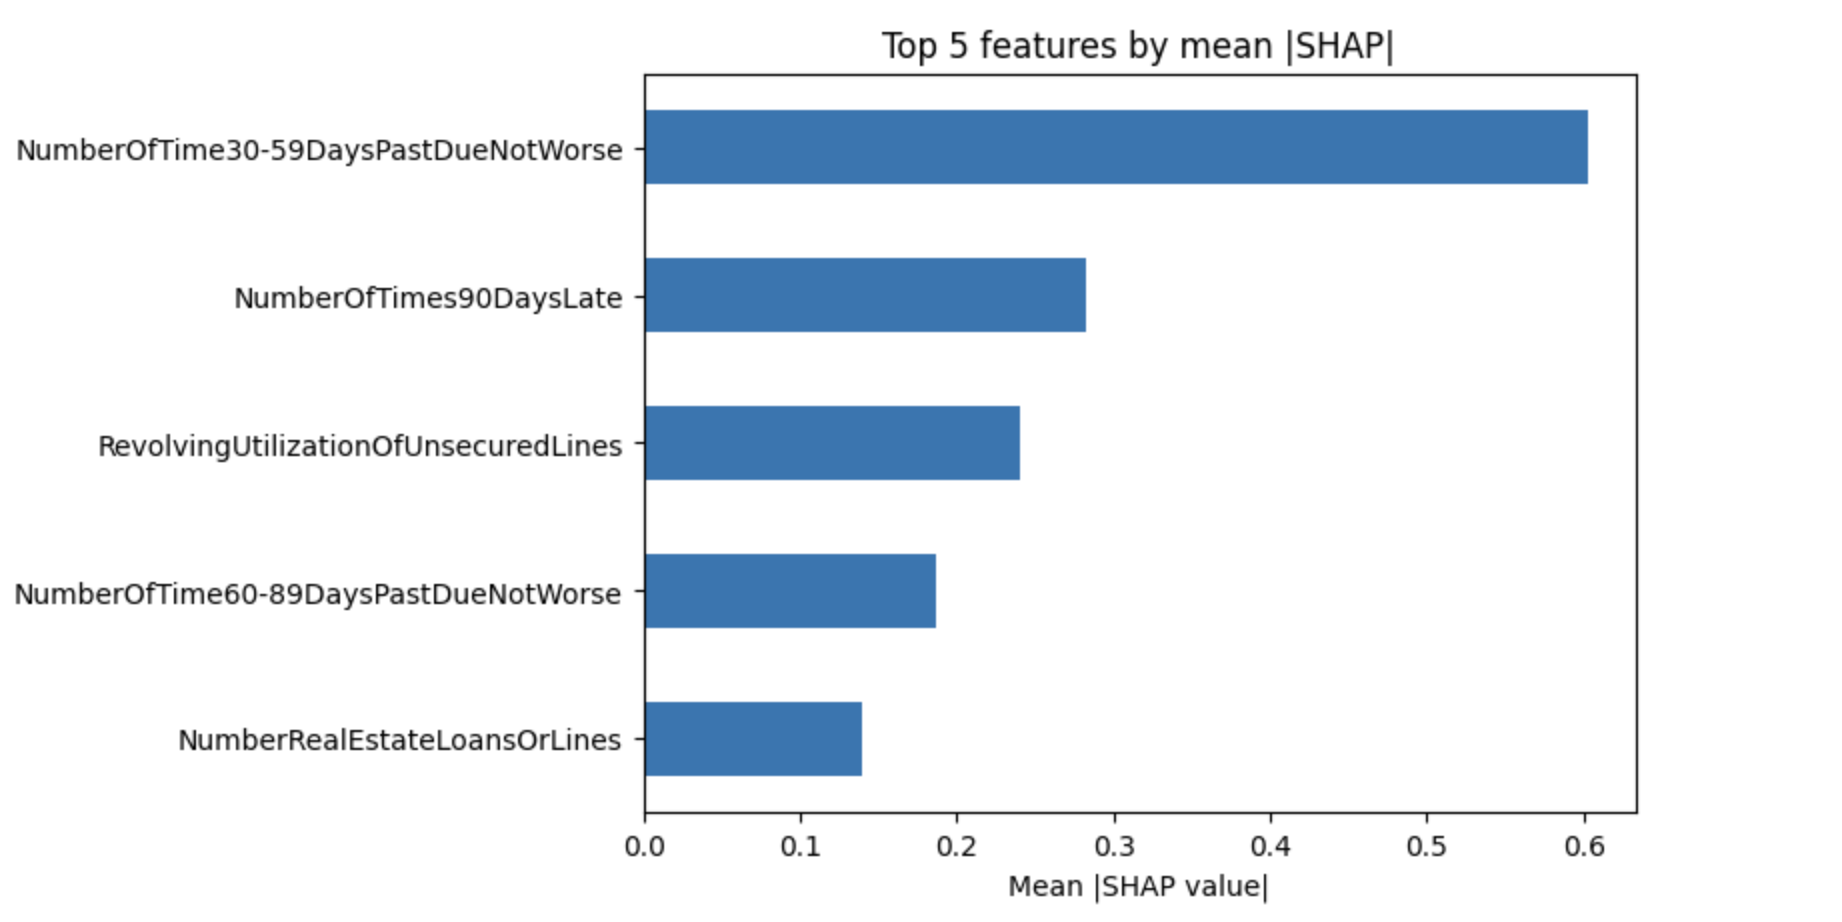 Top 5 features by mean |SHAP|
NumberOfTime30-59DaysPastDueNotWorse
NumberOfTimes90DaysLate
RevolvingUtilizationOfUnsecuredLines
NumberOfTime60-89DaysPastDueNotWorse
NumberRealEstateLoansOrLines
0.0 0.1 0.2 0.3 0.4 0.5 0.6
Mean |SHAP value|